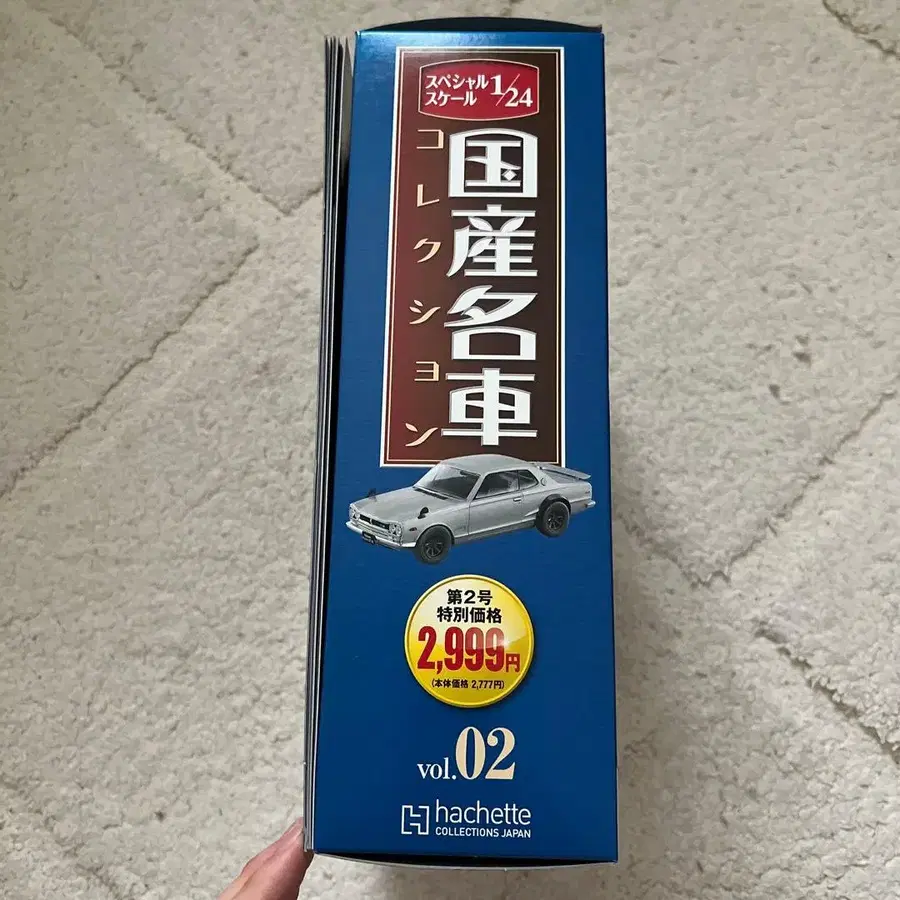 スペシャル
スケール 1/24
国産名車
コレクション
第2号
特別価格
2,999円
(本体価格 2,777円)
vol.02
hachette
COLLECTIONS JAPAN